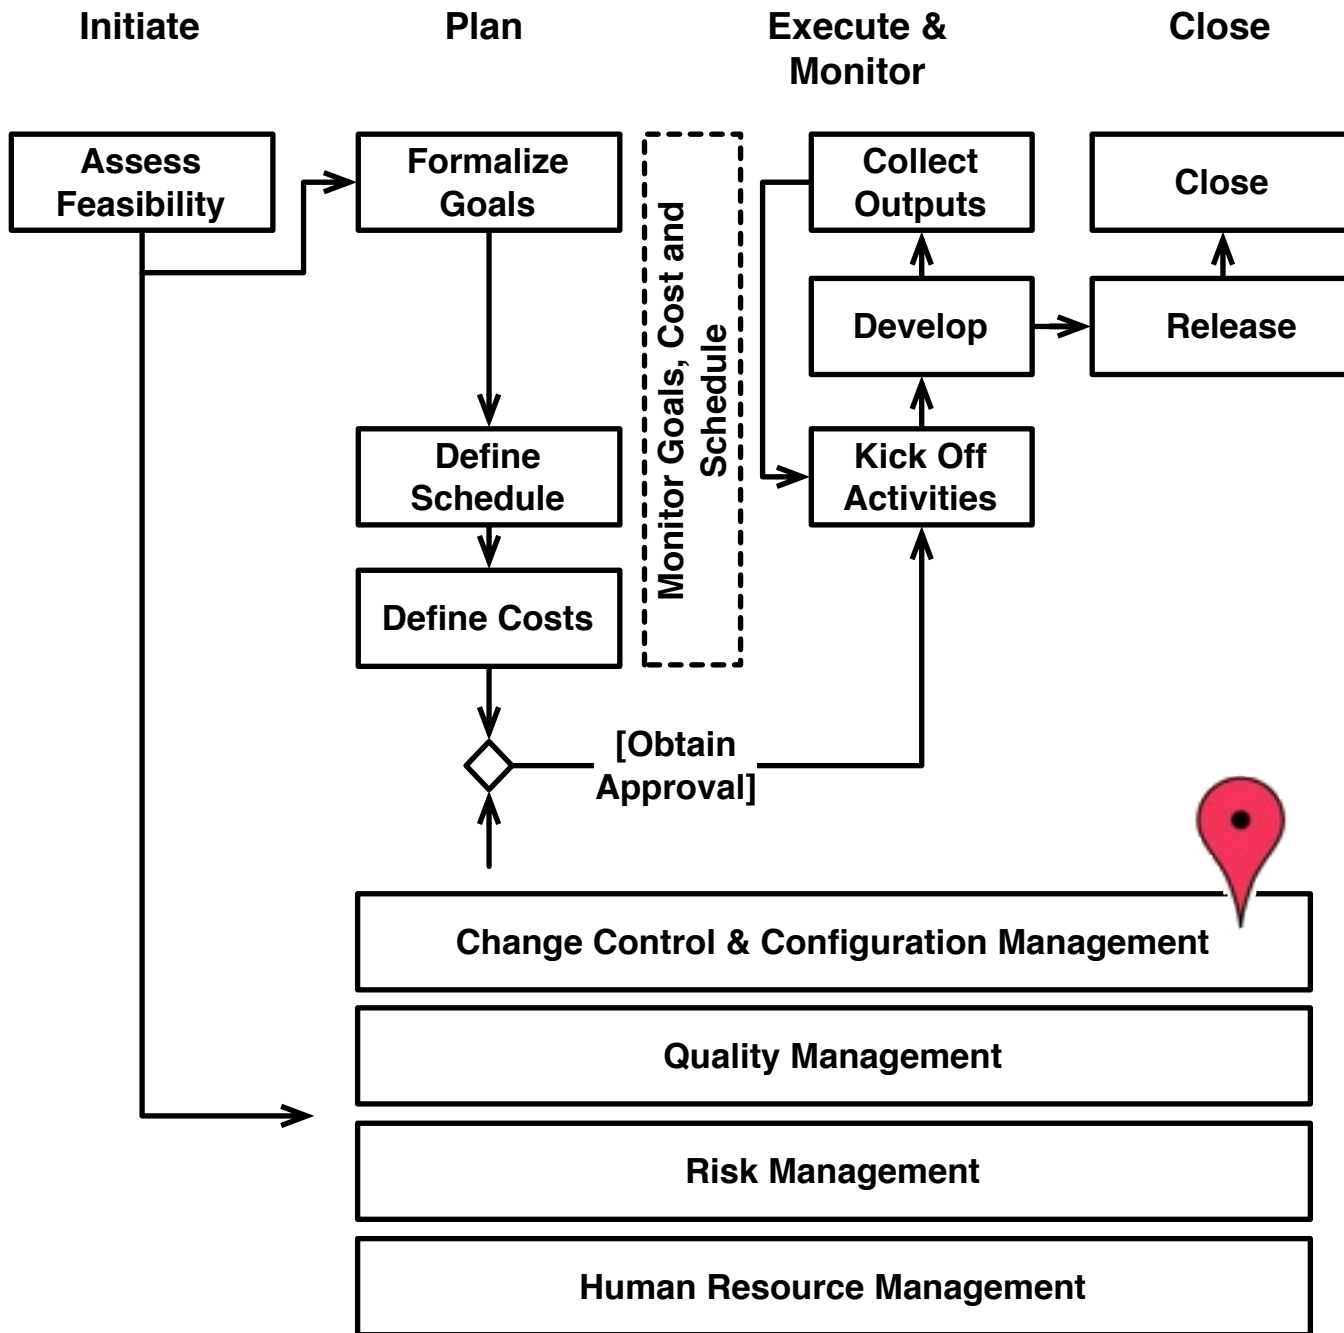 Initiate
Plan
Execute &
Monitor
Close
Assess
Feasibility
Formalize
Goals
Monitor Goals, Cost and
Schedule
Collect
Outputs
Close
Develop
Release
Define
Schedule
Kick Off
Activities
Define Costs
[Obtain
Approval]
Change Control & Configuration Management
Quality Management
Risk Management
Human Resource Management